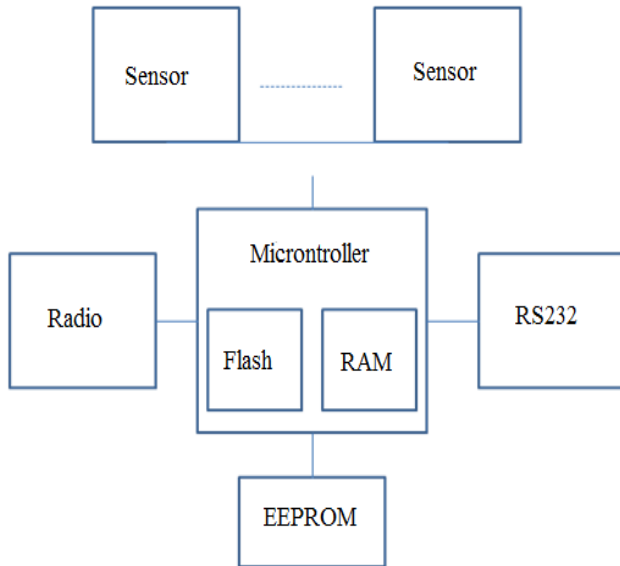 Sensor
Sensor
Microntroller
Radio
RS232
Flash
RAM
EEPROM